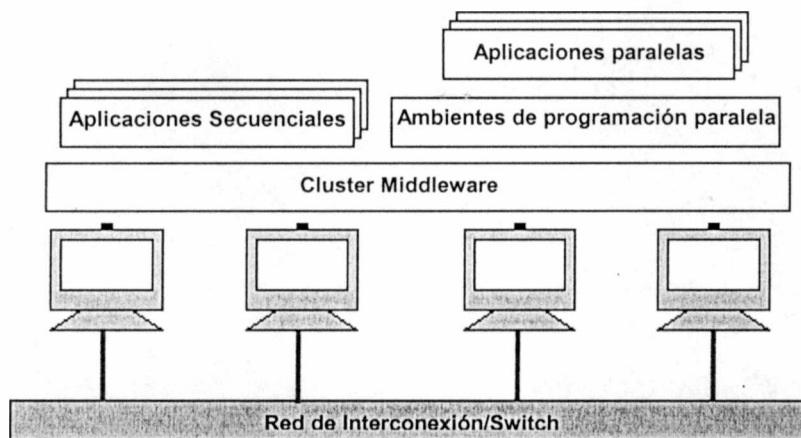 Aplicaciones paralelas
Aplicaciones Secuenciales
Ambientes de programación paralela
Cluster Middleware
Red de Interconexión/Switch